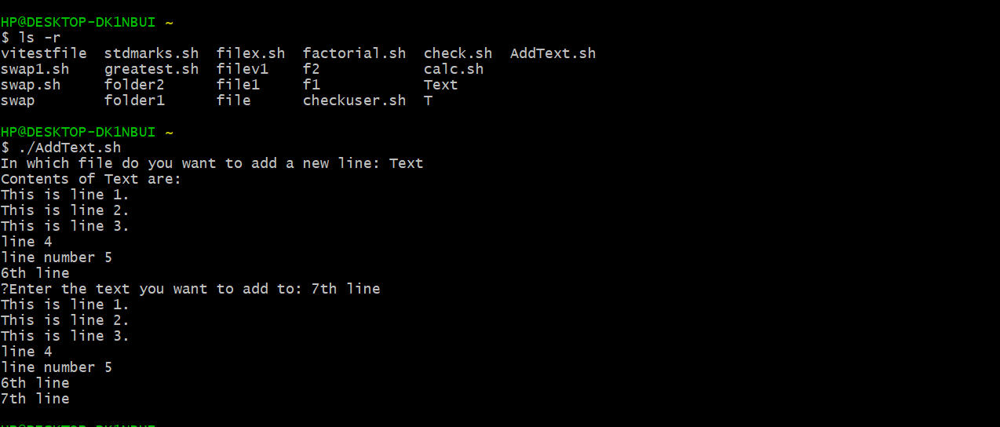 HP@DESKTOP-DK1NBUI ~
$ ls -r
vitestfile  stdmarks.sh  filex.sh  factorial.sh  check.sh  AddText.sh
swap1.sh    greatest.sh  filev1    f2            calc.sh
swap.sh     folder2      file1     f1            Text
swap        folder1      file      checkuser.sh  T
HP@DESKTOP-DK1NBUI ~
$ ./AddText.sh
In which file do you want to add a new line: Text
Contents of Text are:
This is line 1.
This is line 2.
This is line 3.
line 4
line number 5
6th line
?Enter the text you want to add to: 7th line
This is line 1.
This is line 2.
This is line 3.
line 4
line number 5
6th line
7th line